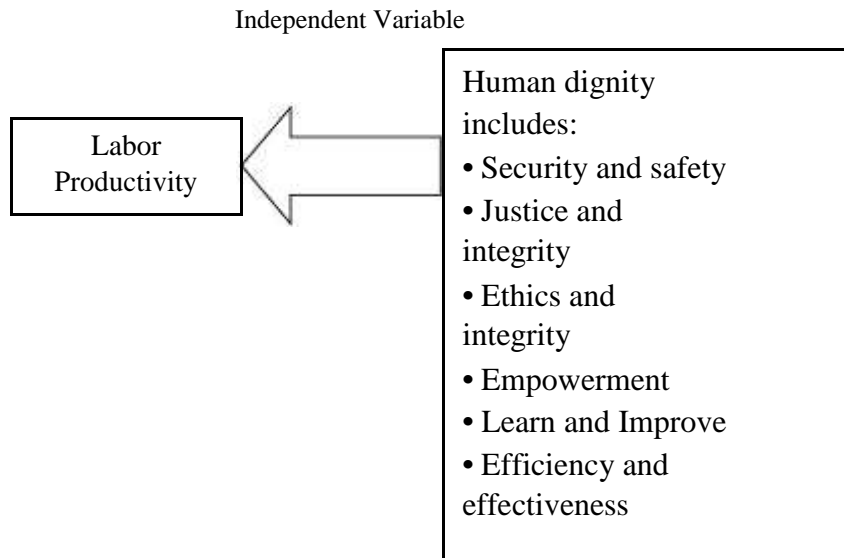 Independent Variable
Labor
Productivity
Human dignity
includes:
• Security and safety
• Justice and
integrity
• Ethics and
integrity
• Empowerment
• Learn and Improve
• Efficiency and
effectiveness